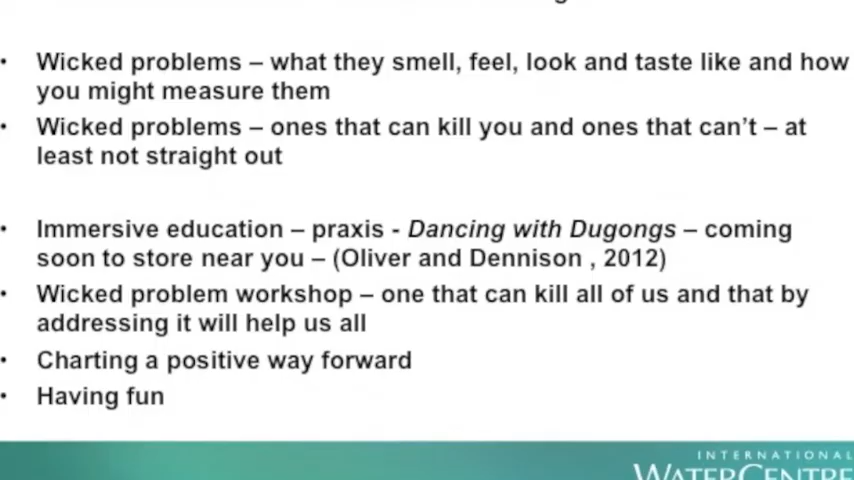 • Wicked problems – what they smell, feel, look and taste like and how
you might measure them
• Wicked problems – ones that can kill you and ones that can't – at
least not straight out
• Immersive education – praxis - Dancing with Dugongs – coming
soon to store near you – (Oliver and Dennison , 2012)
• Wicked problem workshop – one that can kill all of us and that by
addressing it will help us all
• Charting a positive way forward
• Having fun
INTERNATIONAL
WATERCENTRE